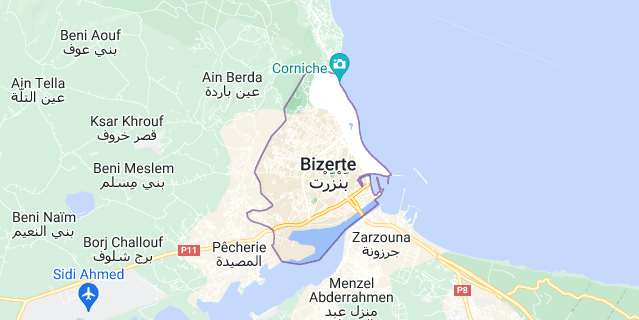 Beni Aouf
بني عوف
Corniche
Ain Berda
عين باردة
Ain Tella
عين التلّة
Ksar Khrouf
قصر خروف
Bizerte
بَنْزَرْت
Beni Meslem
بني مسلم
Beni Naïm
بني النعيم
Borj Challouf
برج شلوف
P11
Pêcherie
المصيدة
Zarzouna
جرزونة
Sidi Ahmed
Menzel
Abderrahmen
منزل عبد
P8